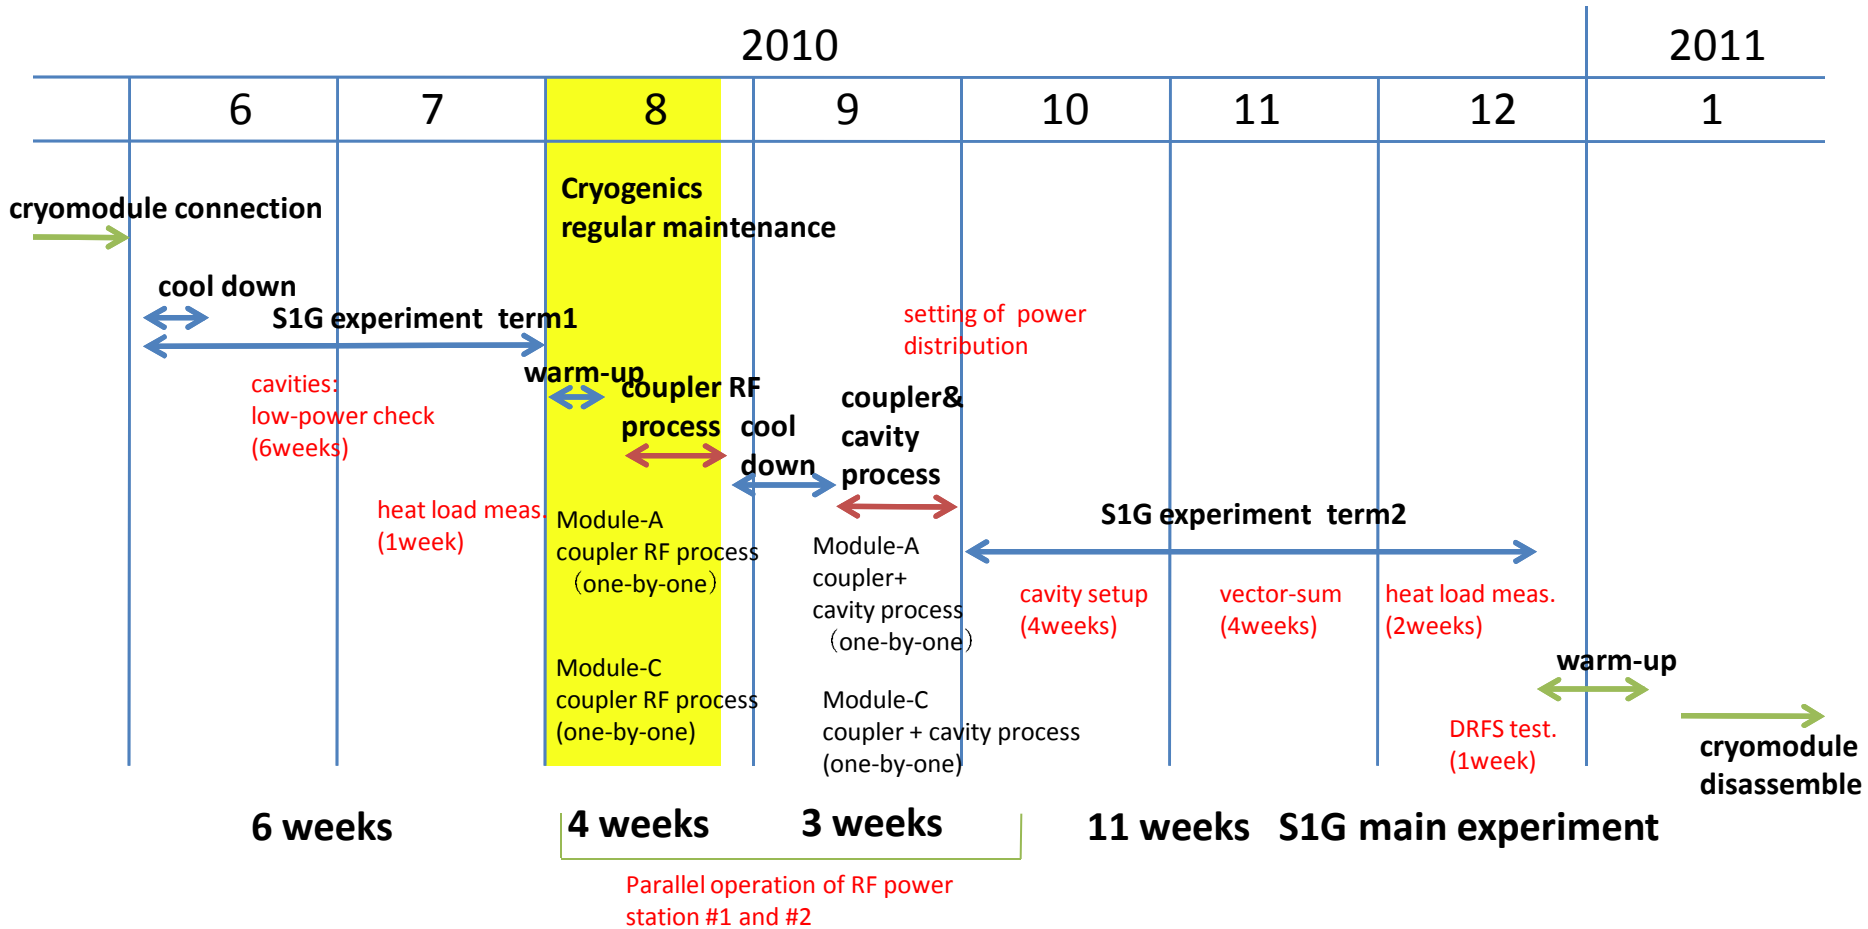 2010
2011
6
7
8
9
10
11
12
1
cryomodule connection
Cryogenics
regular maintenance
cool down
S1G experiment term1
cavities:
low-power check
(6weeks)
heat load meas.
(1week)
warm-up
coupler RF
process
cool
down
setting of power
distribution
coupler&
cavity
process
Module-A
coupler RF process
（one-by-one）
Module-C
coupler RF process
(one-by-one)
Module-A
coupler+
cavity process
（one-by-one）
Module-C
coupler + cavity process
(one-by-one)
S1G experiment term2
cavity setup
(4weeks)
vector-sum
(4weeks)
heat load meas.
(2weeks)
warm-up
DRFS test.
(1week)
cryomodule
disassemble
6 weeks
4 weeks
3 weeks
11 weeks S1G main experiment
Parallel operation of RF power
station #1 and #2